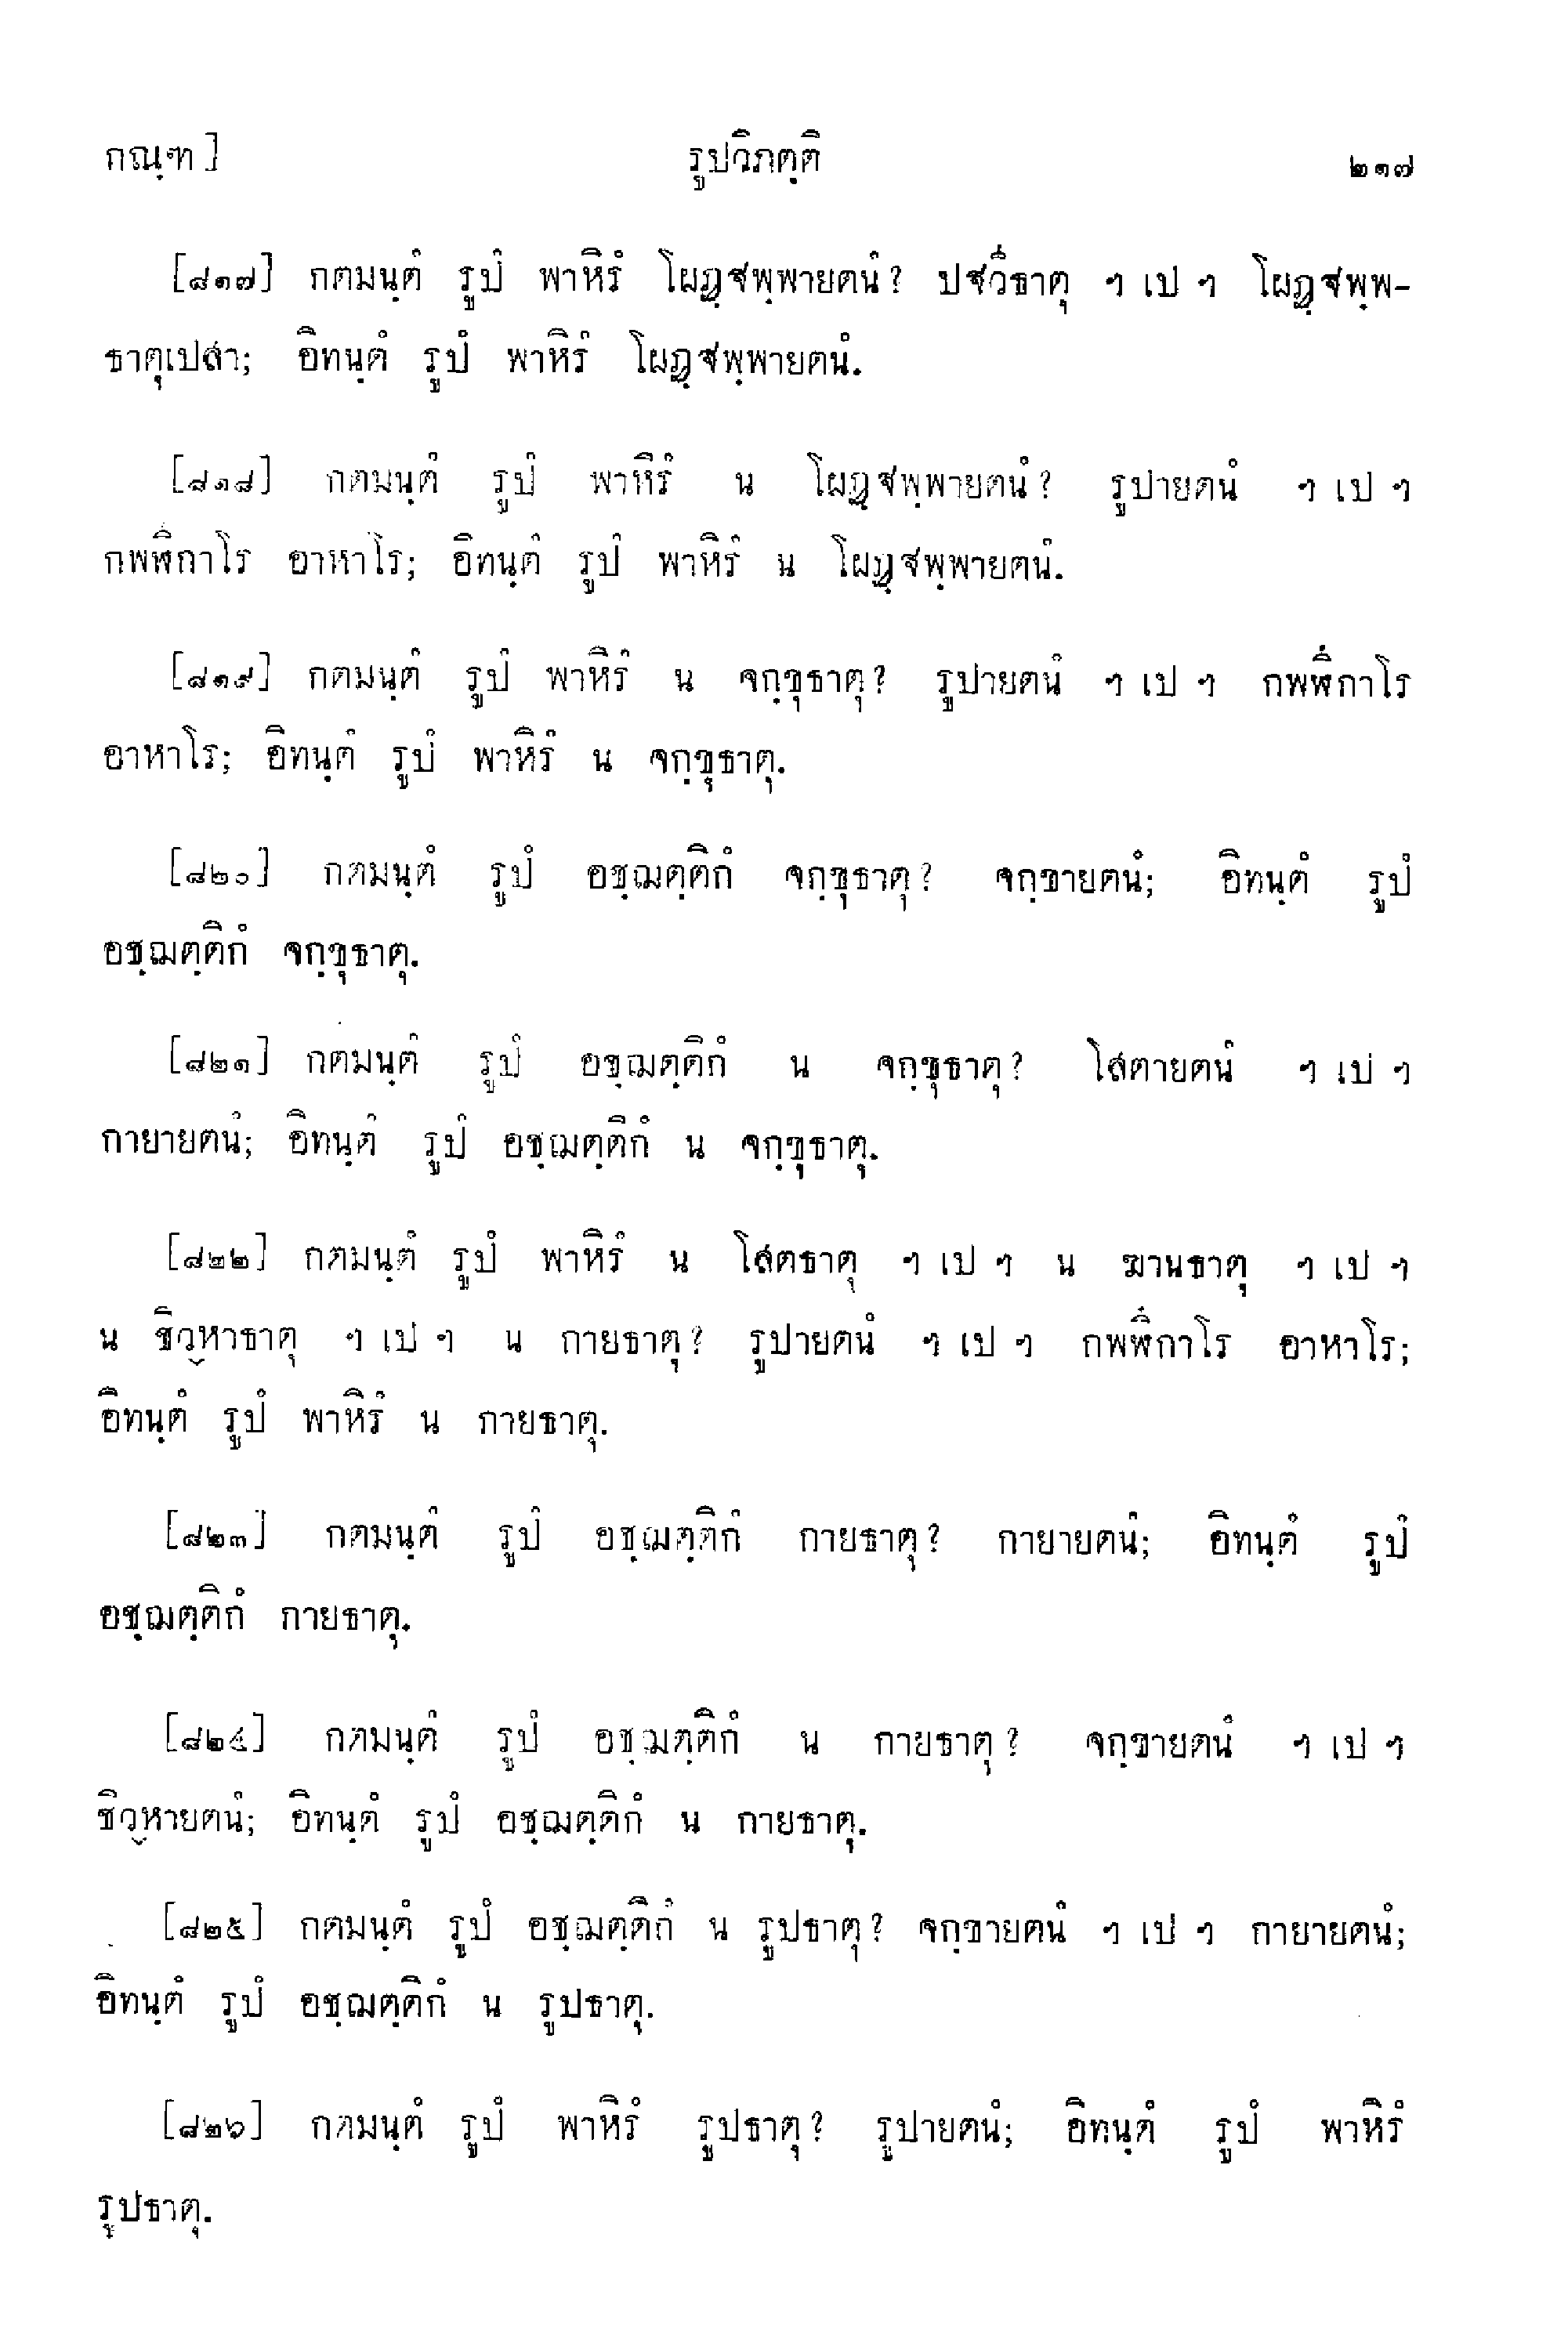 กณฺฑ ] รูปวิภตฺติ ๒๑๗
[๘๑๗] กตมนฺตํ รูปํ พาหิรํ โผฏฺฐพฺพายตนํ? ปฐวีธาตุ ฯ เป ฯ โผฏฺฐพฺพ-
ธาตุเปสา; อิทนฺตํ รูปํ พาหิรํ โผฏฺฐพฺพายตนํ.
[๘๑๘] กตมนฺตํ รูปํ พาหิรํ น โผฏฺฐพฺพายตนํ? รูปายตนํ ฯ เป ฯ
กพฬึกาโร อาหาโร; อิทนฺตํ รูปํ พาหิรํ น โผฏฺฐพฺพายตนํ.
[๘๑๙] กตมนฺตํ รูปํ พาหิรํ น จกฺขุธาตุ? รูปายตนํ ฯ เป ฯ กพฬึกาโร
อาหาโร; อิทนฺตํ รูปํ พาหิรํ น จกฺขุธาตุ.
[๘๒๐] กตมนฺตํ รูปํ อชฺฌตฺติกํ จกฺขุธาตุ? จกฺขายตนํ; อิทนฺตํ รูปํ
อชฺฌตฺติกํ จกฺขุธาตุ.
[๘๒๑] กตมนฺตํ รูปํ อชฺฌตฺติกํ น จกฺขุธาตุ? โสตายตนํ ฯ เป ฯ
กายายตนํ; อิทนฺตํ รูปํ อชฺฌตฺติกํ น จกฺขุธาตุ.
[๘๒๒] กตมนฺตํ รูปํ พาหิรํ น โสตธาตุ ฯ เป ฯ น ฆานธาตุ ฯ เป ฯ
น ชิวฺหาธาตุ ฯ เป ฯ น กายธาตุ? รูปายตนํ ฯ เป ฯ กพฬึกาโร อาหาโร;
อิทนฺตํ รูปํ พาหิรํ น กายธาตุ.
[๘๒๓] กตมนฺตํ รูปํ อชฺฌตฺติกํ กายธาตุ? กายายตนํ; อิทนฺตํ รูปํ
อชฺฌตฺติกํ กายธาตุ.
[๘๒๔] กตมนฺตํ รูปํ อชฺฌตฺติกํ น กายธาตุ? จกฺขายตนํ ฯ เป ฯ
ชิวฺหายตนํ; อิทนฺตํ รูปํ อชฺฌตฺติกํ น กายธาตุ.
[๘๒๕] กตมนฺตํ รูปํ อชฺฌตฺติกํ น รูปธาตุ? จกฺขายตนํ ฯ เป ฯ กายายตนํ;
อิทนฺตํ รูปํ อชฺฌตฺติกํ น รูปธาตุ.
[๘๒๖] กตมนฺตํ รูปํ พาหิรํ รูปธาตุ? รูปายตนํ; อิทนฺตํ รูปํ พาหิรํ
รูปธาตุ.